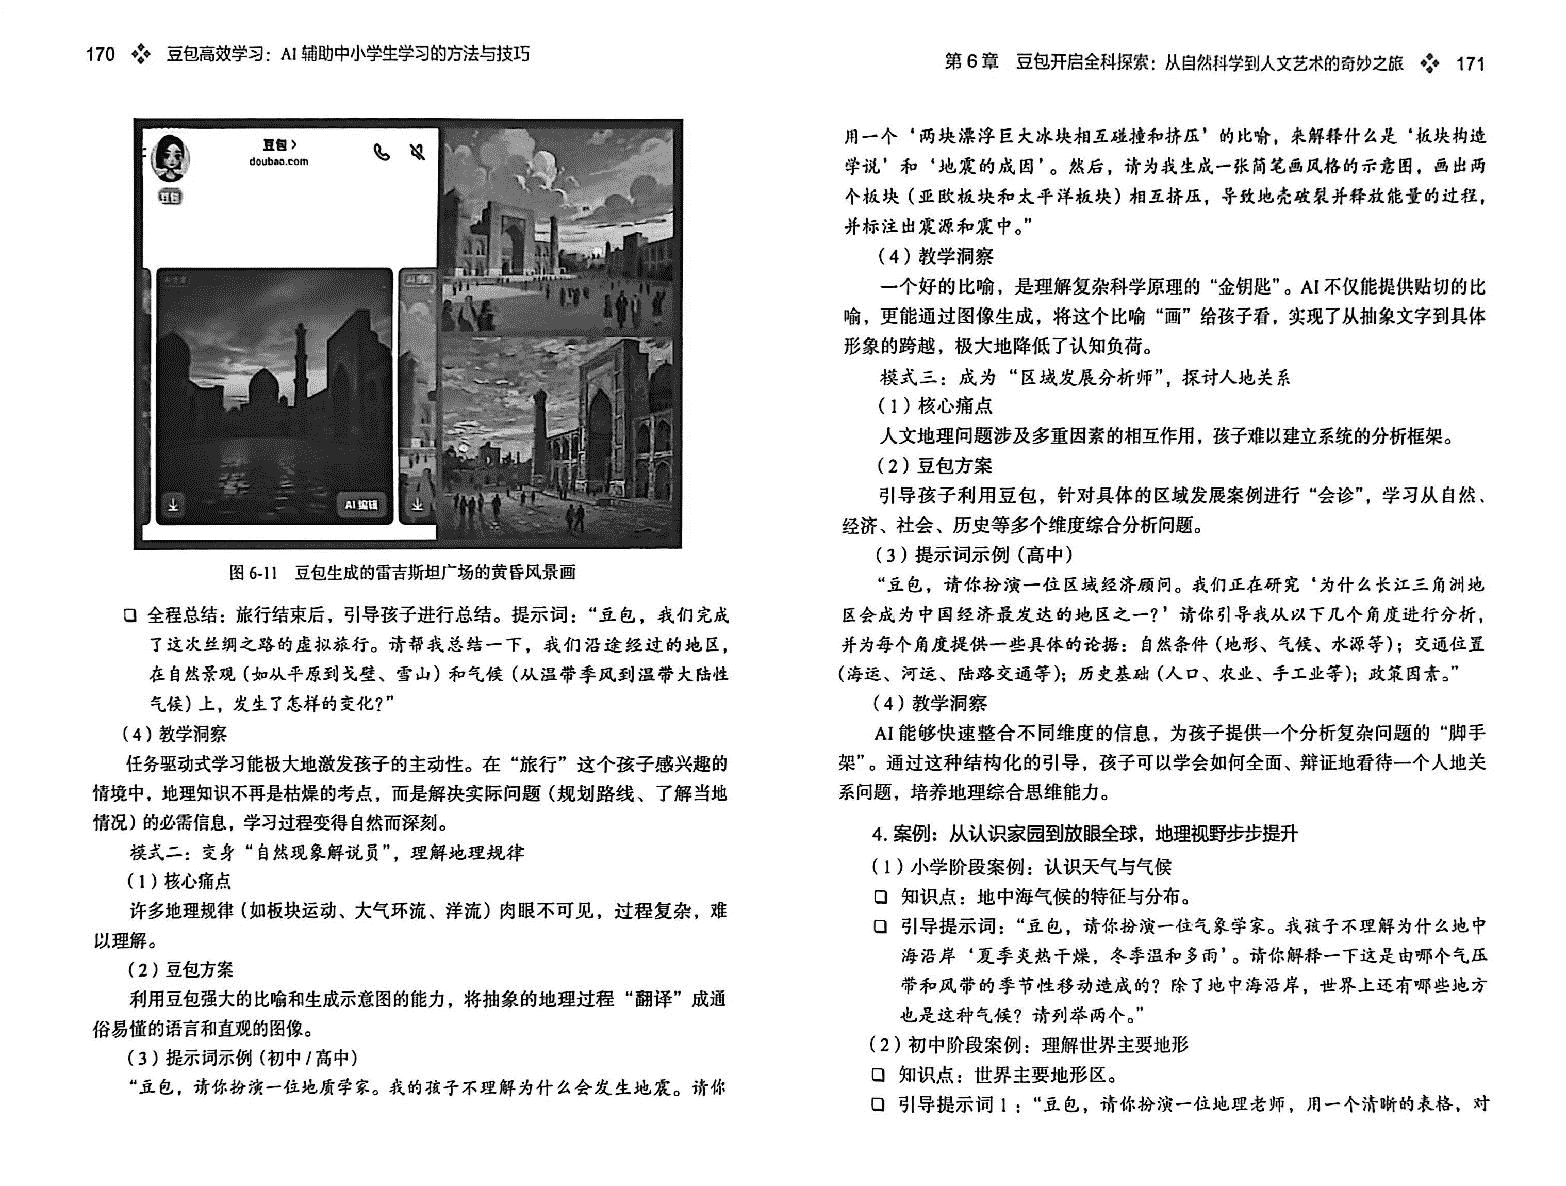 170 豆包高效学习：AI 辅助中小学生学习的方法与技巧
豆包
doubao.com
豆包
AI 编辑
图 6-11 豆包生成的雷吉斯坦广场的黄昏风景画
❑ 全程总结：旅行结束后，引导孩子进行总结。提示词：“豆包，我们完成
了这次丝绸之路的虚拟旅行。请帮我总结一下，我们沿途经过的地区，
在自然景观（如从平原到戈壁、雪山）和气候（从温带季风到温带大陆性
气候）上，发生了怎样的变化？”
（4）教学洞察
任务驱动式学习能极大地激发孩子的主动性。在“旅行”这个孩子感兴趣的
情境中，地理知识不再是枯燥的考点，而是解决实际问题（规划路线、了解当地
情况）的必需信息，学习过程变得自然而深刻。
模式二：变身“自然现象解说员”，理解地理规律
（1）核心痛点
许多地理规律（如板块运动、大气环流、洋流）肉眼不可见，过程复杂，难
以理解。
（2）豆包方案
利用豆包强大的比喻和生成示意图的能力，将抽象的地理过程“翻译”成通
俗易懂的语言和直观的图像。
（3）提示词示例（初中 / 高中）
“豆包，请你扮演一位地质学家。我的孩子不理解为什么会发生地震。请你
第 6 章 豆包开启全科探索：从自然科学到人文艺术的奇妙之旅 171
用一个‘两块漂浮巨大冰块相互碰撞和挤压’的比喻，来解释什么是‘板块构造
学说’和‘地震的成因’。然后，请为我生成一张简笔画风格的示意图，画出两
个板块（亚欧板块和太平洋板块）相互挤压，导致地壳破裂并释放能量的过程，
并标注出震源和震中。”
（4）教学洞察
一个好的比喻，是理解复杂科学原理的“金钥匙”。AI 不仅能提供贴切的比
喻，更能通过图像生成，将这个比喻“画”给孩子看，实现了从抽象文字到具体
形象的跨越，极大地降低了认知负荷。
模式三：成为“区域发展分析师”，探讨人地关系
（1）核心痛点
人文地理问题涉及多重因素的相互作用，孩子难以建立系统的分析框架。
（2）豆包方案
引导孩子利用豆包，针对具体的区域发展案例进行“会诊”，学习从自然、
经济、社会、历史等多个维度综合分析问题。
（3）提示词示例（高中）
“豆包，请你扮演一位区域经济顾问。我们正在研究‘为什么长江三角洲地
区会成为中国经济最发达的地区之一？’请你引导我从以下几个角度进行分析，
并为每个角度提供一些具体的论据：自然条件（地形、气候、水源等）；交通位置
（海运、河运、陆路交通等）；历史基础（人口、农业、手工业等）；政策因素。”
（4）教学洞察
AI 能够快速整合不同维度的信息，为孩子提供一个分析复杂问题的“脚手
架”。通过这种结构化的引导，孩子可以学会如何全面、辩证地看待一个人地关
系问题，培养地理综合思维能力。
4. 案例：从认识家园到放眼全球，地理视野步步提升
（1）小学阶段案例：认识天气与气候
❑ 知识点：地中海气候的特征与分布。
❑ 引导提示词：“豆包，请你扮演一位气象学家。我孩子不理解为什么地中
海沿岸‘夏季炎热干燥，冬季温和多雨’。请你解释一下这是由哪个气压
带和风带的季节性移动造成的？除了地中海沿岸，世界上还有哪些地方
也是这种气候？请列举两个。”
（2）初中阶段案例：理解世界主要地形
❑ 知识点：世界主要地形区。
❑ 引导提示词 1：“豆包，请你扮演一位地理老师，用一个清晰的表格，对